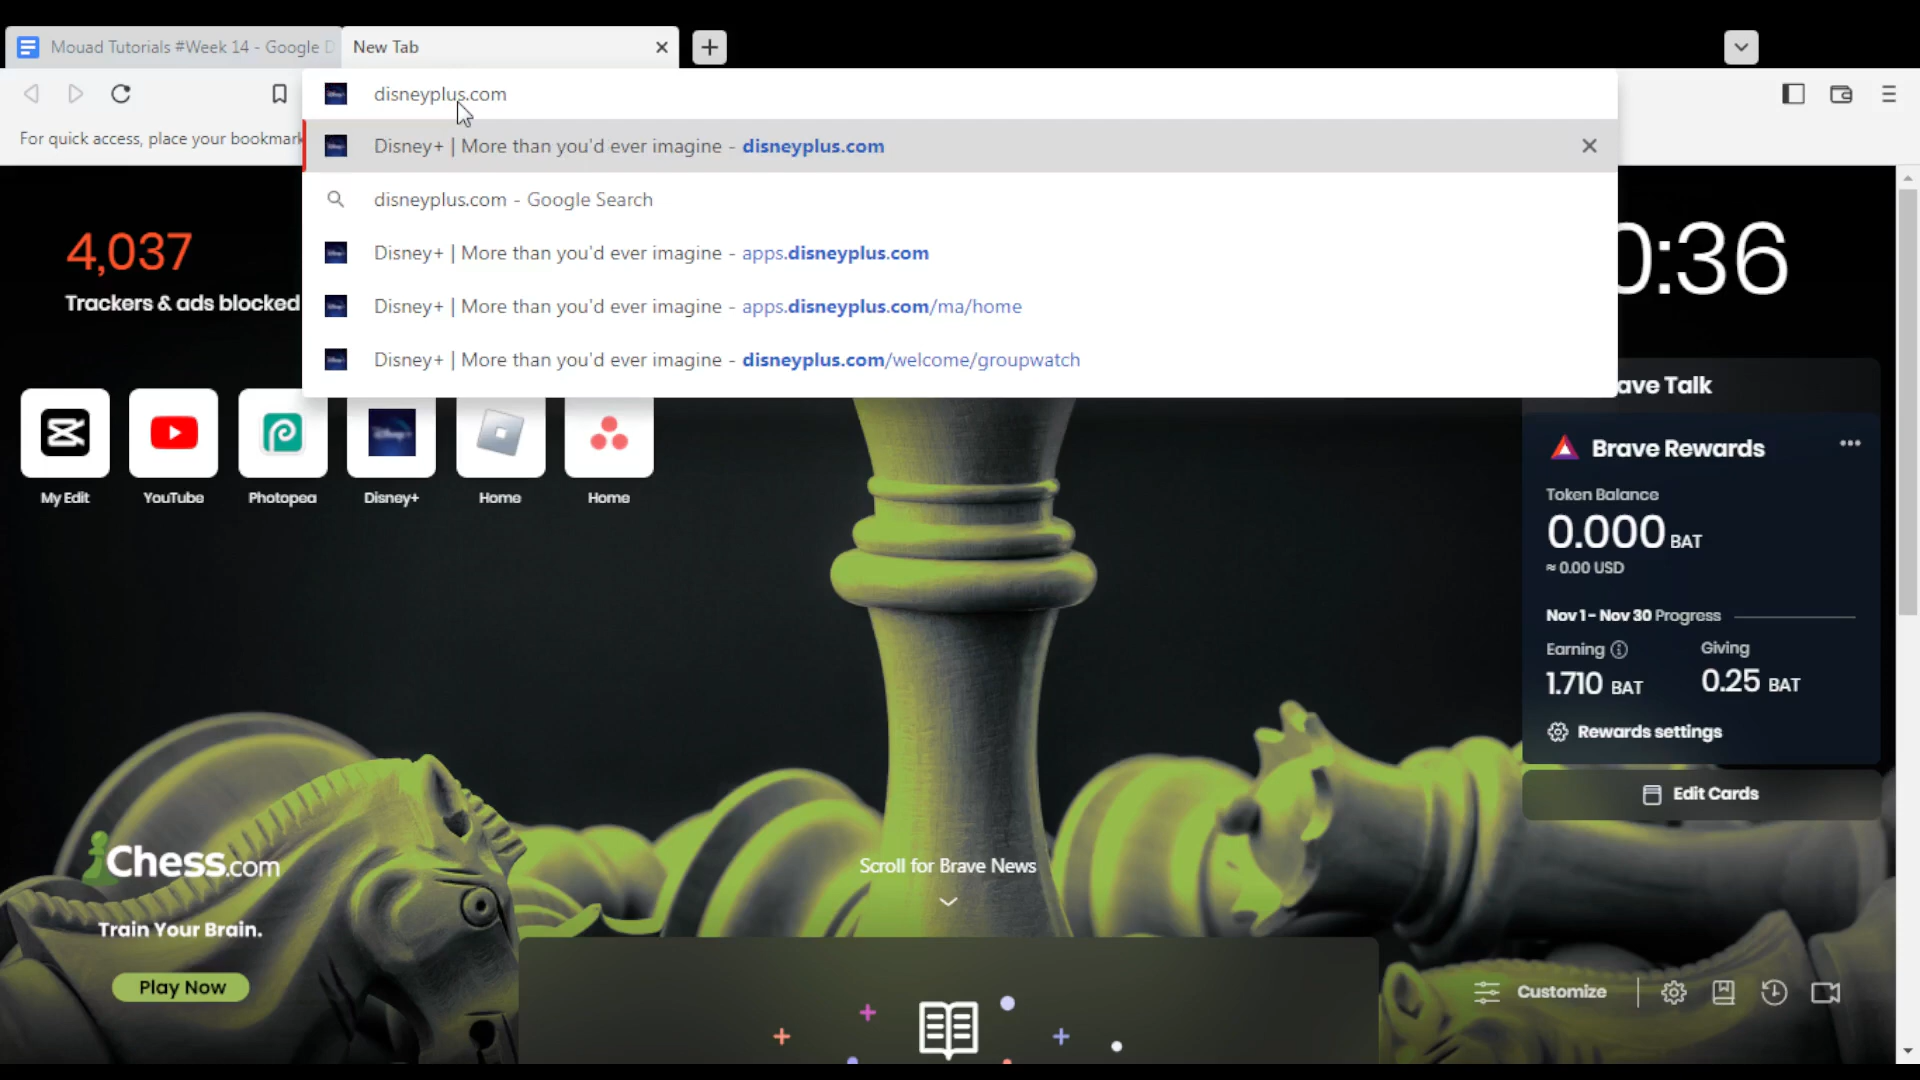 Mouad Tutorials #Week 14 - Google D
New Tab
disneyplus.com
For quick access, place your bookmark
Disney+ | More than you'd ever imagine - disneyplus.com
disneyplus.com - Google Search
Disney+ | More than you'd ever imagine - apps.disneyplus.com
Disney+ | More than you'd ever imagine - apps.disneyplus.com/ma/home
Disney+ | More than you'd ever imagine - disneyplus.com/welcome/groupwatch
4,037
Trackers & ads blocked
0:36
My Edit
YouTube
Photopea
Disney+
Home
Home
ave Talk
Brave Rewards
Token Balance
0.000 BAT
≈ 0.00 USD
Nov 1 - Nov 30 Progress
Earning
Giving
1.710 BAT
0.25 BAT
Rewards settings
Edit Cards
Chess.com
Train Your Brain.
Play Now
Scroll for Brave News
Customize